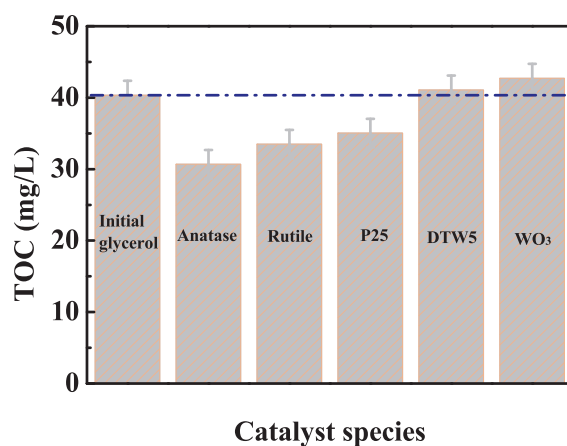 50
40
30
20
10
0
TOC (mg/L)
Initial
glycerol
Anatase
Rutile
P25
DTW5
WO₃
Catalyst species